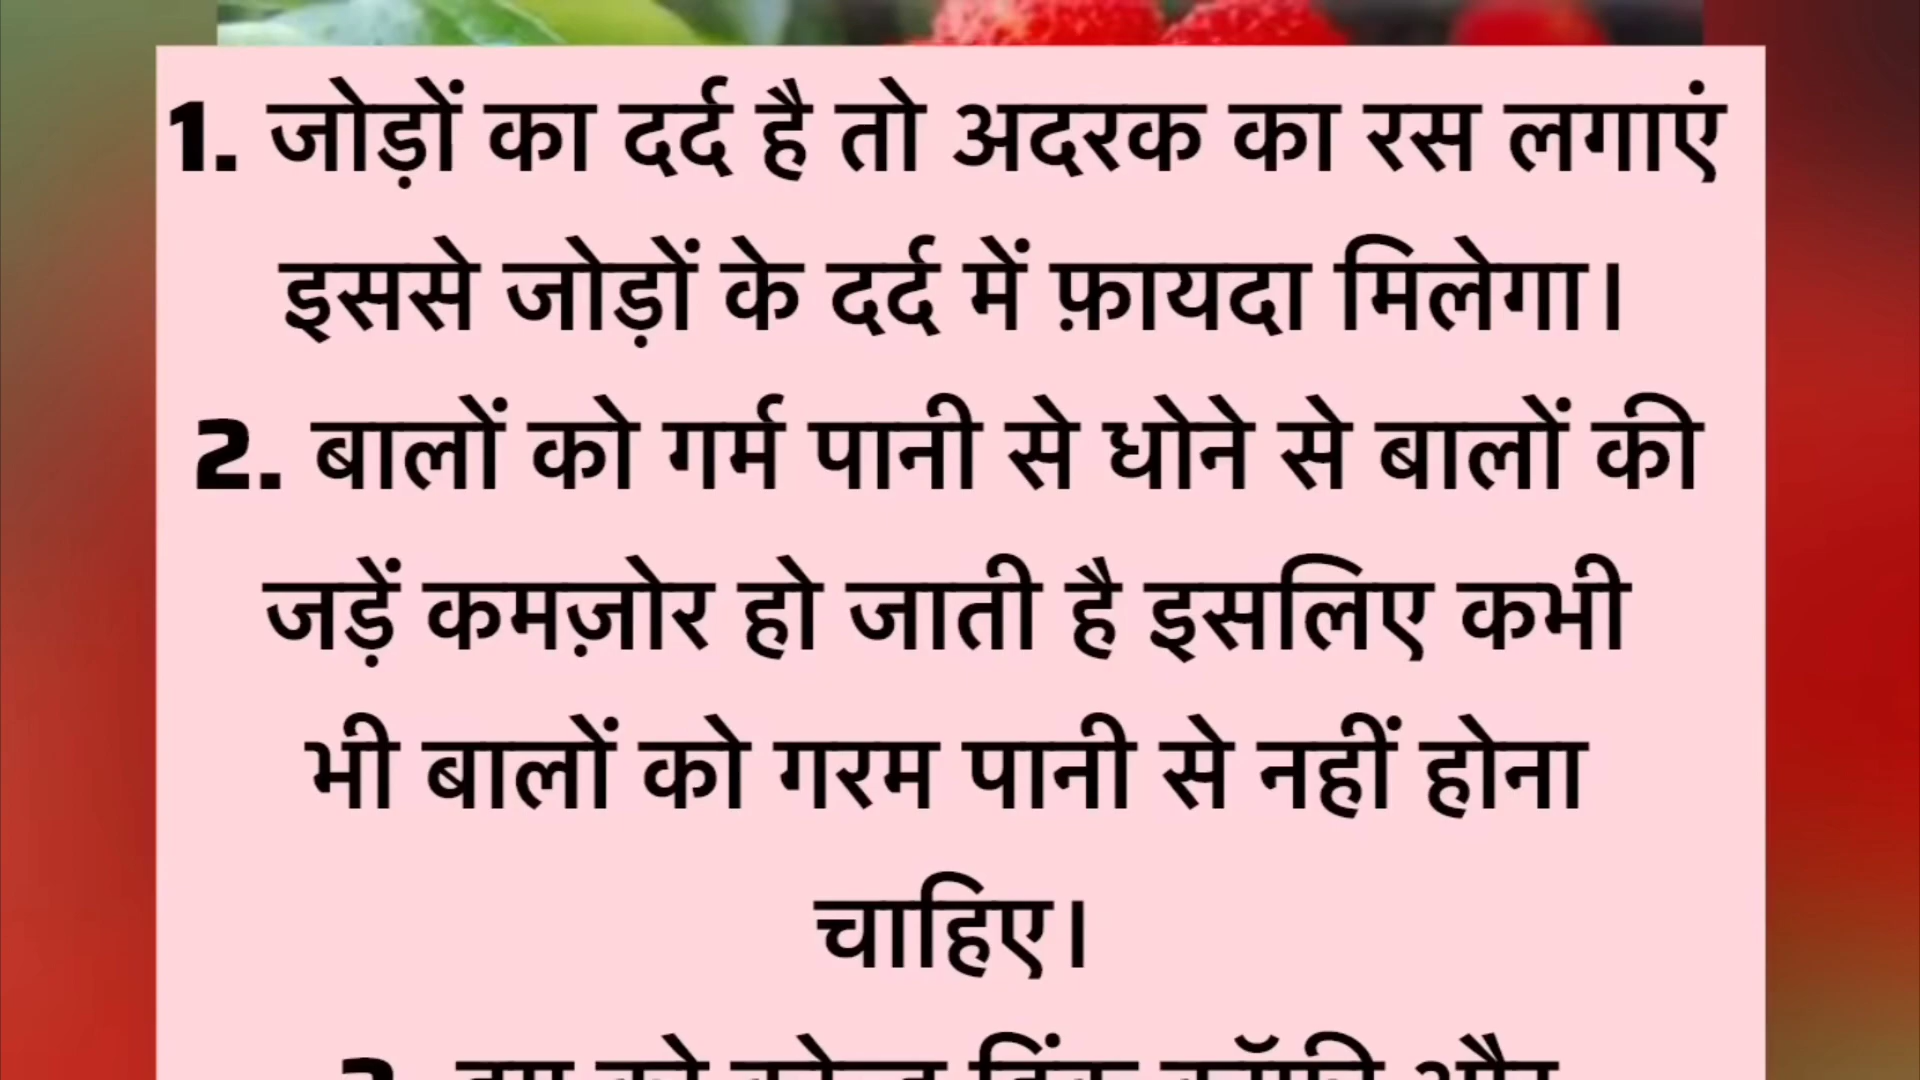 1. जोड़ों का दर्द है तो अदरक का रस लगाएं
इससे जोड़ों के दर्द में फ़ायदा मिलेगा।
2. बालों को गर्म पानी से धोने से बालों की
जड़ें कमज़ोर हो जाती है इसलिए कभी
भी बालों को गरम पानी से नहीं होना
चाहिए।